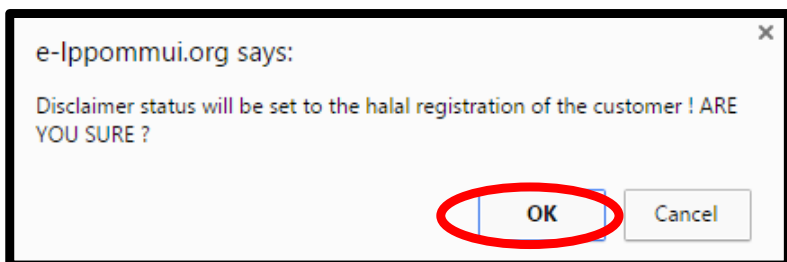 e-lppommui.org says:
Disclaimer status will be set to the halal registration of the customer ! ARE
YOU SURE ?
OK
Cancel